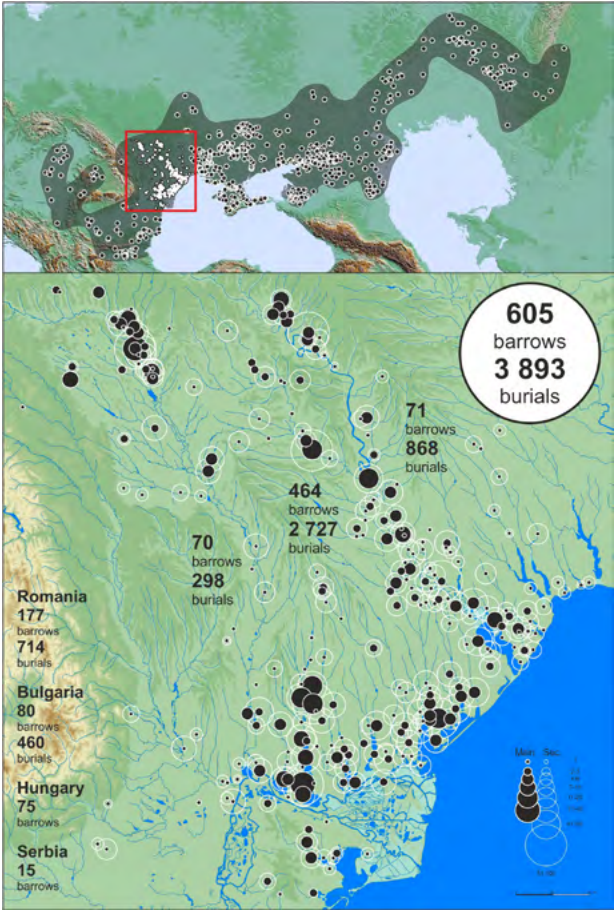 605
barrows
3 893
burials
71
barrows
868
burials
464
barrows
2 727
burials
70
barrows
298
burials
Romania
177
barrows
714
burials
Bulgaria
80
barrows
460
burials
Hungary
75
barrows
Serbia
15
barrows
Main Sec.